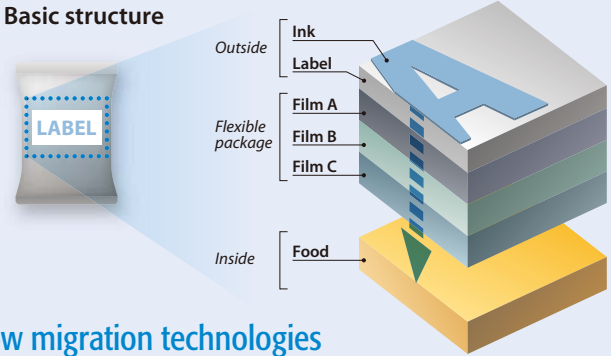 Basic structure
LABEL
Outside
Ink
Label
Flexible
package
Film A
Film B
Film C
Inside
Food
A
w migration technologies